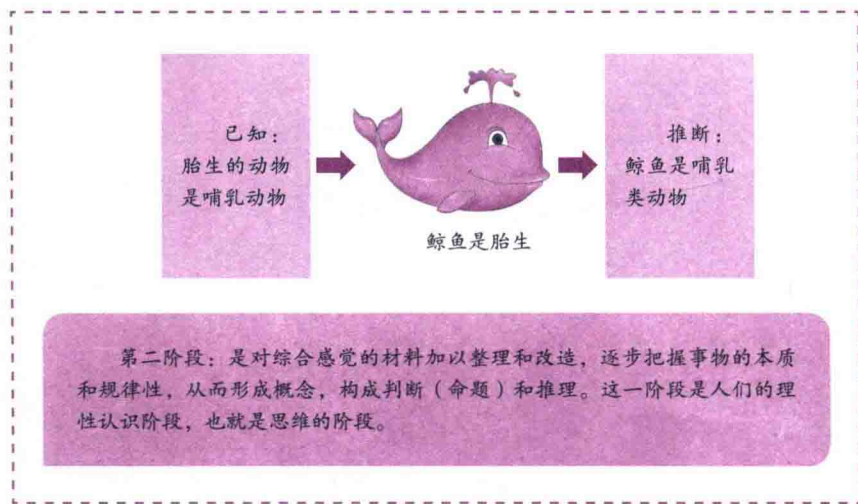 已知：
胎生的动物
是哺乳动物
鲸鱼是胎生
推断：
鲸鱼是哺乳
类动物
第二阶段：是对综合感觉的材料加以整理和改造，逐步把握事物的本质
和规律性，从而形成概念，构成判断（命题）和推理。这一阶段是人们的理
性认识阶段，也就是思维的阶段。